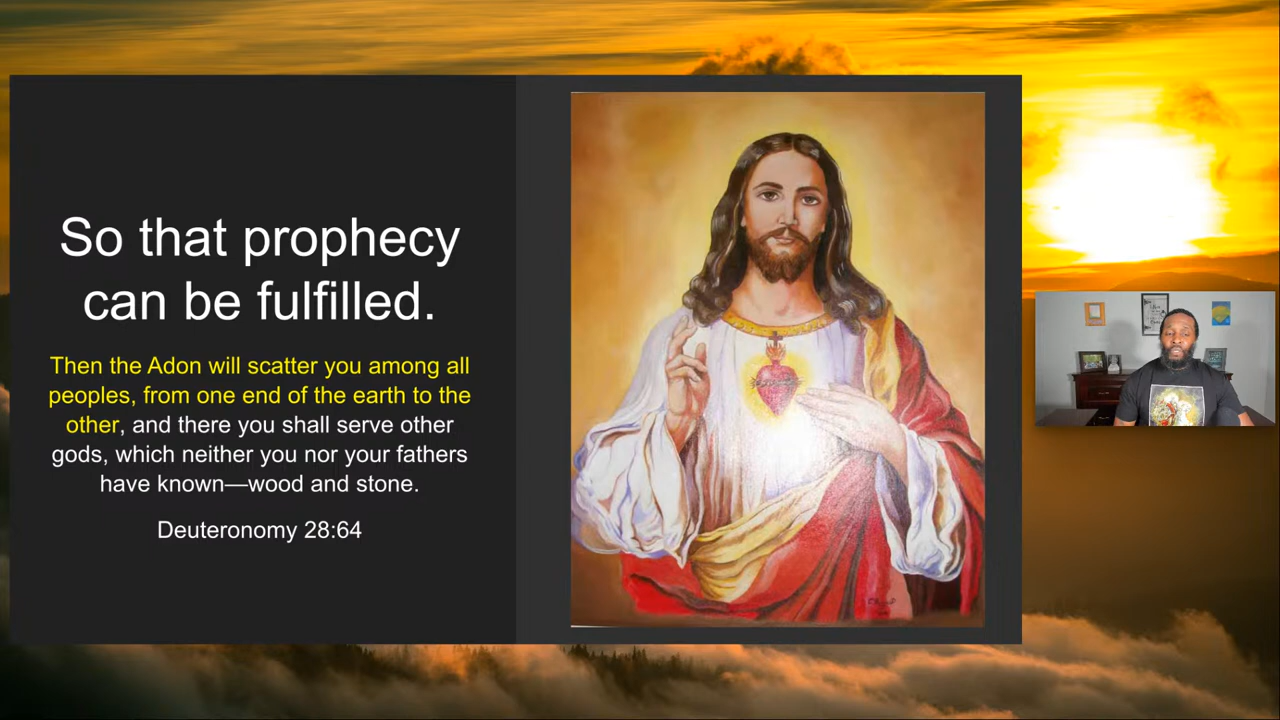 So that prophecy
can be fulfilled.
Then the Adon will scatter you among all
peoples, from one end of the earth to the
other, and there you shall serve other
gods, which neither you nor your fathers
have known—wood and stone.
Deuteronomy 28:64